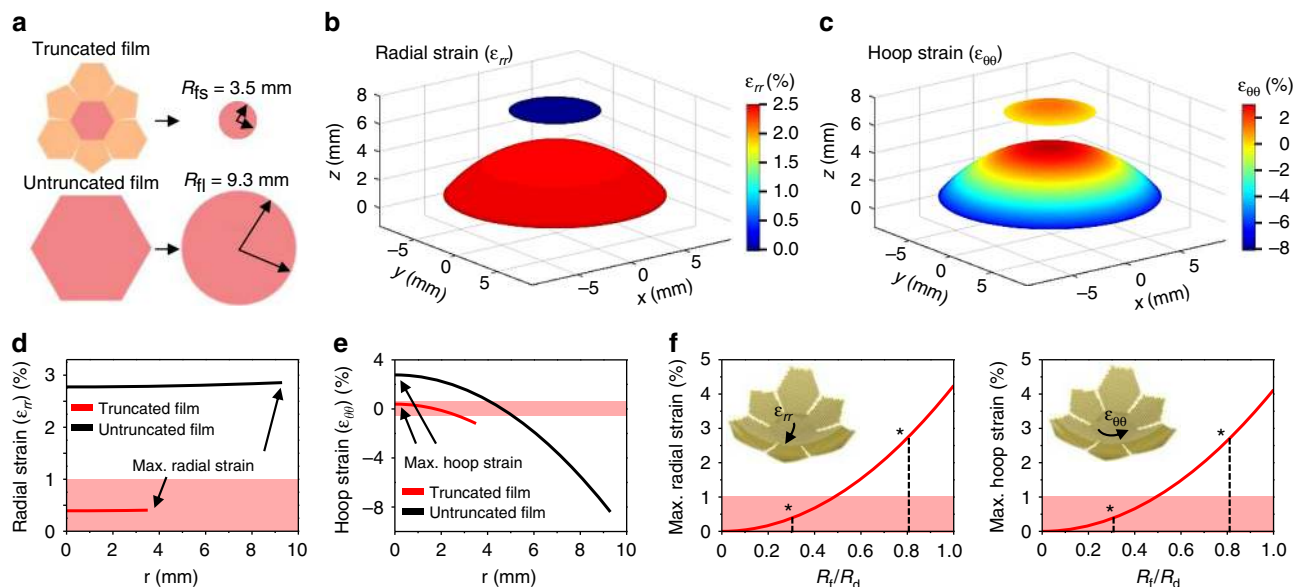 a
Truncated film
R_fs = 3.5 mm
Untruncated film
R_fl = 9.3 mm
b
Radial strain (ε_rr)
ε_rr (%)
8
6
4
2
0
z (mm)
−5
0
5
y (mm)
−5
0
5
x (mm)
2.5
2.0
1.5
1.0
0.5
0.0
c
Hoop strain (ε_θθ)
ε_θθ (%)
8
6
4
2
0
z (mm)
−5
0
5
y (mm)
−5
0
5
x (mm)
2
0
−2
−4
−6
−8
d
Radial strain (ε_rr) (%)
3
2
1
0
Truncated film
Untruncated film
Max. radial strain
0 2 4 6 8 10
r (mm)
e
Hoop strain (ε_θθ) (%)
4
0
−4
−8
Max. hoop strain
Truncated film
Untruncated film
0 2 4 6 8 10
r (mm)
f
Max. radial strain (%)
5
4
3
2
1
0
ε_rr
*
*
0 0.2 0.4 0.6 0.8 1.0
R_f/R_d
Max. hoop strain (%)
5
4
3
2
1
0
ε_θθ
*
*
0 0.2 0.4 0.6 0.8 1.0
R_f/R_d